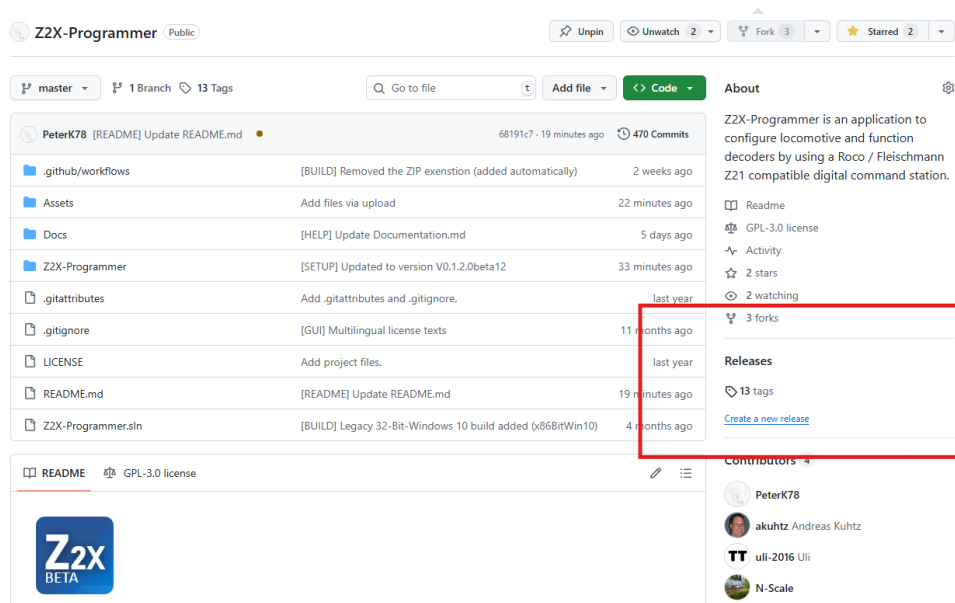 Z2X-Programmer Public
Unpin
Unwatch 2
Fork 3
Starred 2
master
1 Branch
13 Tags
Go to file t
Add file
<> Code
PeterK78 [README] Update README.md
68191c7 · 19 minutes ago
470 Commits
.github/workflows [BUILD] Removed the ZIP exenstion (added automatically) 2 weeks ago
Assets Add files via upload 22 minutes ago
Docs [HELP] Update Documentation.md 5 days ago
Z2X-Programmer [SETUP] Updated to version V0.1.2.0beta12 33 minutes ago
.gitattributes Add .gitattributes and .gitignore. last year
.gitignore [GUI] Multilingual license texts 11 months ago
LICENSE Add project files. last year
README.md [README] Update README.md 19 minutes ago
Z2X-Programmer.sln [BUILD] Legacy 32-Bit-Windows 10 build added (x86BitWin10) 4 months ago
README
GPL-3.0 license
Z2X
BETA
About
Z2X-Programmer is an application to
configure locomotive and function
decoders by using a Roco / Fleischmann
Z21 compatible digital command station.
Readme
GPL-3.0 license
Activity
2 stars
2 watching
3 forks
Releases
13 tags
Create a new release
Contributors 4
PeterK78
akuhtz Andreas Kuhtz
TT uli-2016 Uli
N-Scale